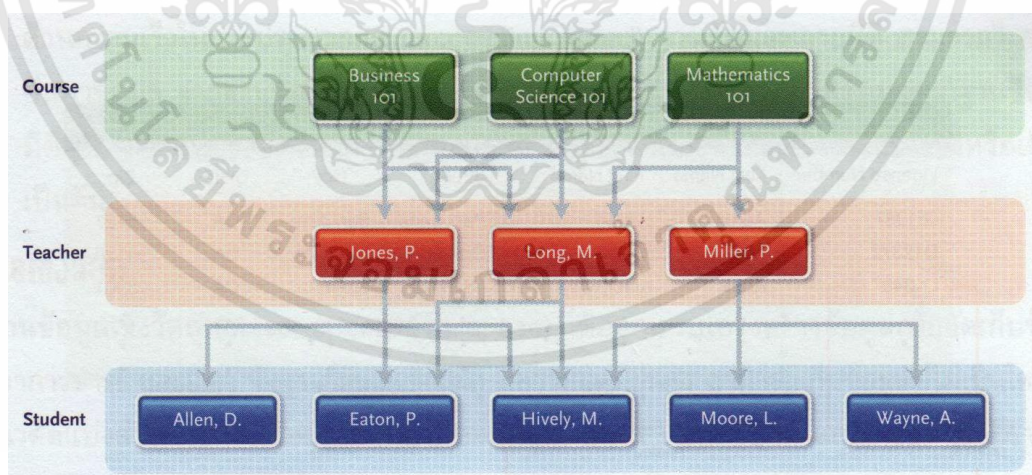 Course
Business
101
Computer
Science 101
Mathematics
101
Teacher
Jones, P.
Long, M.
Miller, P.
Student
Allen, D.
Eaton, P.
Hively, M.
Moore, L.
Wayne, A.